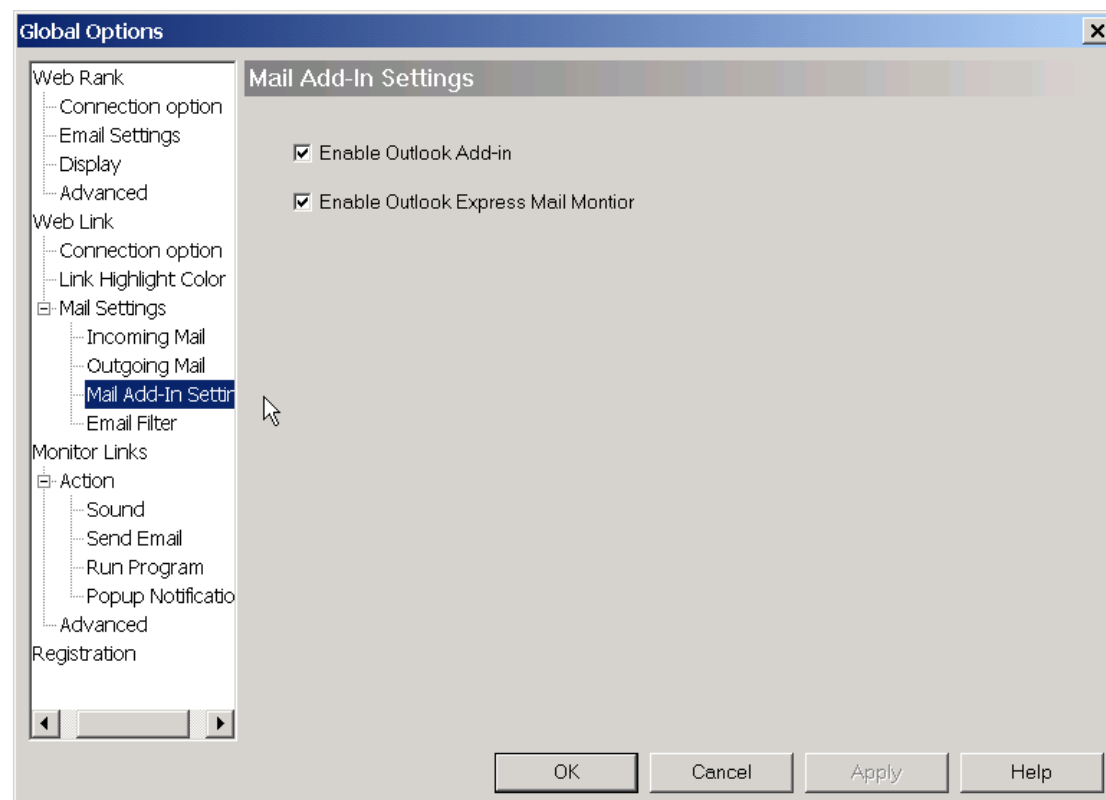 Global Options
Web Rank
Connection option
Email Settings
Display
Advanced
Web Link
Connection option
Link Highlight Color
Mail Settings
Incoming Mail
Outgoing Mail
Mail Add-In Settin
Email Filter
Monitor Links
Action
Sound
Send Email
Run Program
Popup Notificatio
Advanced
Registration
Mail Add-In Settings
Enable Outlook Add-in
Enable Outlook Express Mail Montior
OK Cancel Apply Help